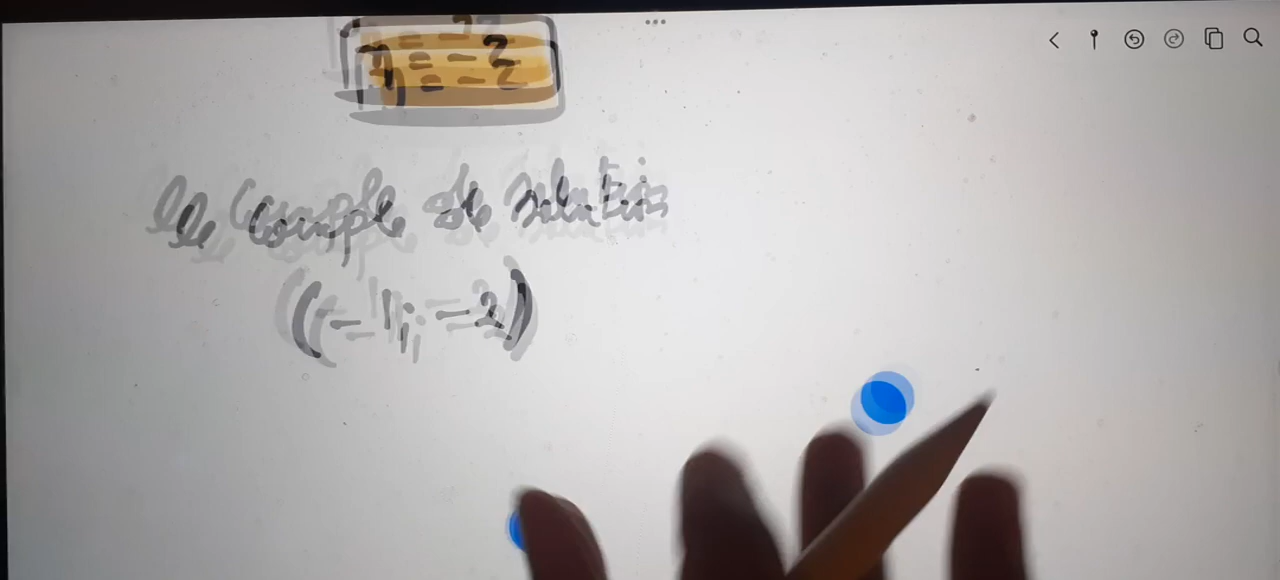 y = - 2
le couple de solution
(- 1 ; - 2)